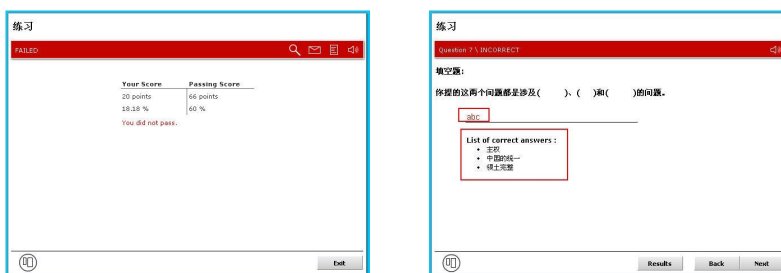 练习
FAILED
Your Score Passing Score
20 points 66 points
18.18 % 60 %
You did not pass.
Exit
练习
Question 7 \ INCORRECT
填空题:
你提的这两个问题都是涉及( )、( )和( )的问题。
abc
List of correct answers :
• 主权
• 中国的统一
• 领土完整
Results Back Next